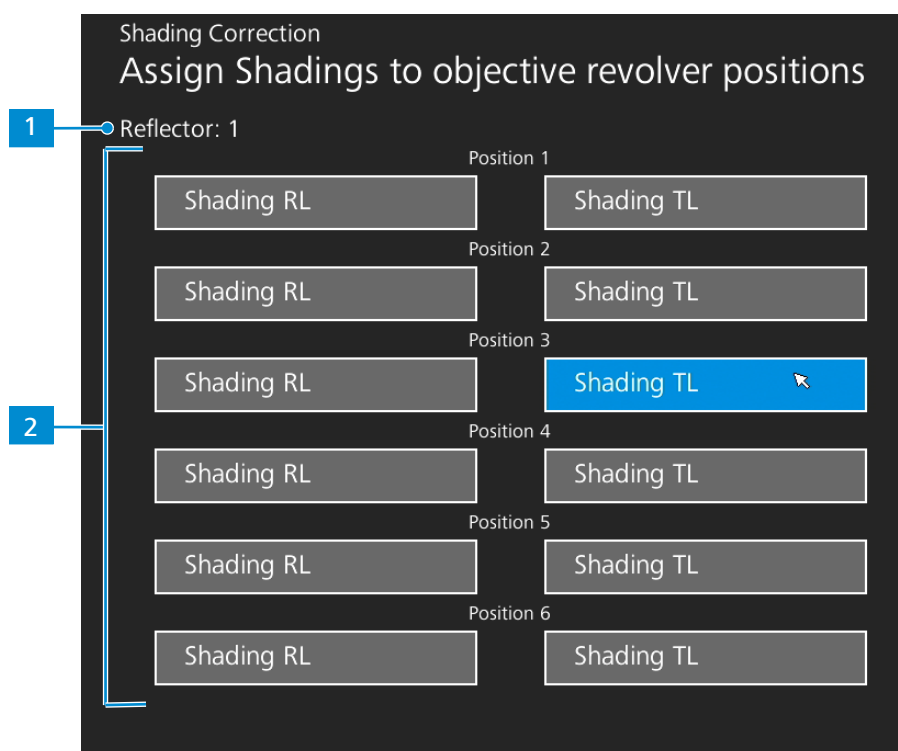 Shading Correction
Assign Shadings to objective revolver positions
1
Reflector: 1
Position 1
Shading RL Shading TL
Position 2
Shading RL Shading TL
Position 3
Shading RL Shading TL
2
Position 4
Shading RL Shading TL
Position 5
Shading RL Shading TL
Position 6
Shading RL Shading TL